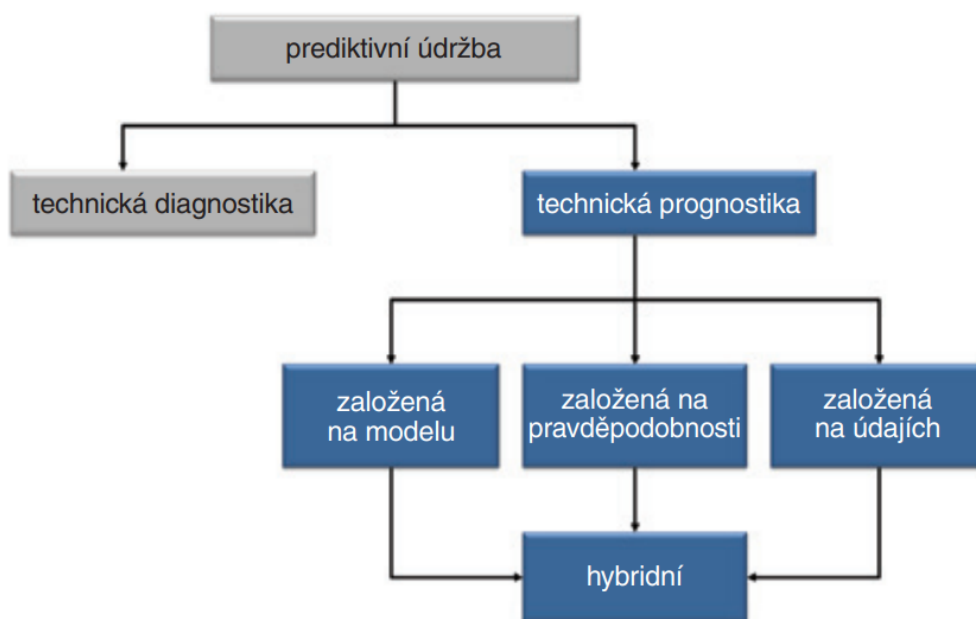 prediktivní údržba
technická diagnostika
technická prognostika
založená
na modelu
založená na
pravděpodobnosti
založená
na údajích
hybridní